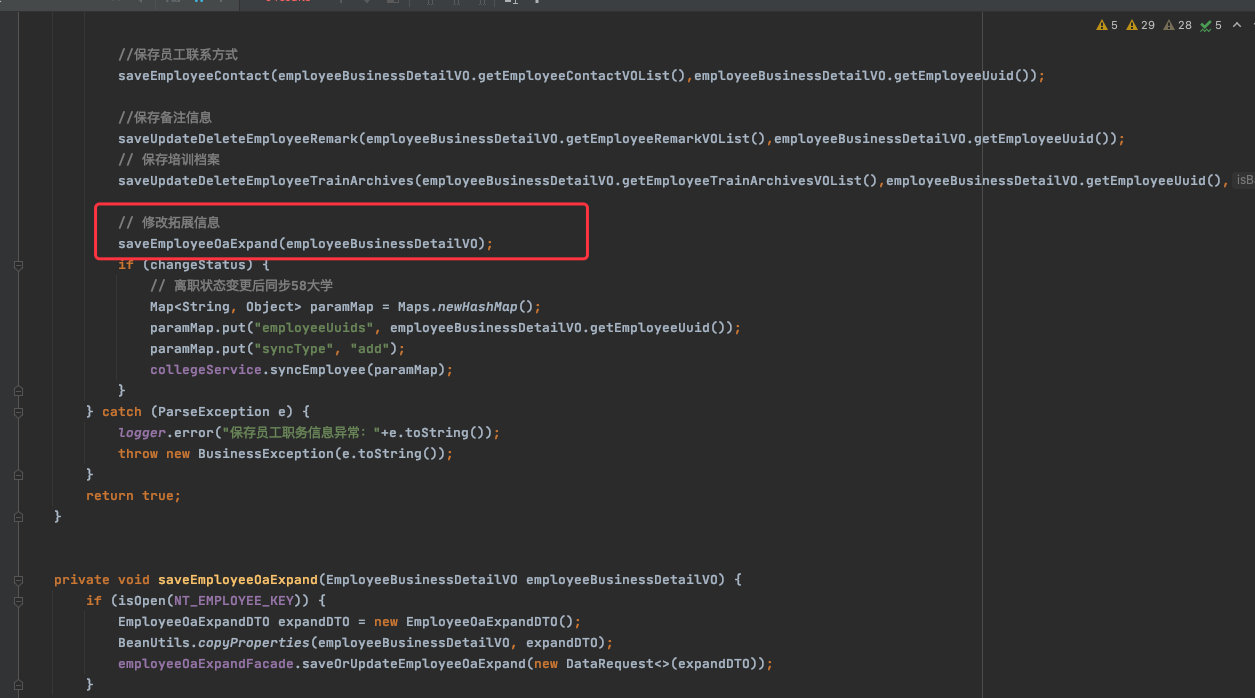 5 29 28 5
//保存员工联系方式
saveEmployeeContact(employeeBusinessDetailVO.getEmployeeContactVOList(),employeeBusinessDetailVO.getEmployeeUuid());
//保存备注信息
saveUpdateDeleteEmployeeRemark(employeeBusinessDetailVO.getEmployeeRemarkVOList(),employeeBusinessDetailVO.getEmployeeUuid());
// 保存培训档案
saveUpdateDeleteEmployeeTrainArchives(employeeBusinessDetailVO.getEmployeeTrainArchivesVOList(),employeeBusinessDetailVO.getEmployeeUuid(),
// 修改拓展信息
saveEmployeeOaExpand(employeeBusinessDetailVO);
if (changeStatus) {
// 离职状态变更后同步58大学
Map<String, Object> paramMap = Maps.newHashMap();
paramMap.put("employeeUuids", employeeBusinessDetailVO.getEmployeeUuid());
paramMap.put("syncType", "add");
collegeService.syncEmployee(paramMap);
}
} catch (ParseException e) {
logger.error("保存员工职务信息异常："+e.toString());
throw new BusinessException(e.toString());
}
return true;
}
private void saveEmployeeOaExpand(EmployeeBusinessDetailVO employeeBusinessDetailVO) {
if (isOpen(NT_EMPLOYEE_KEY)) {
EmployeeOaExpandDTO expandDTO = new EmployeeOaExpandDTO();
BeanUtils.copyProperties(employeeBusinessDetailVO, expandDTO);
employeeOaExpandFacade.saveOrUpdateEmployeeOaExpand(new DataRequest<>(expandDTO));
}